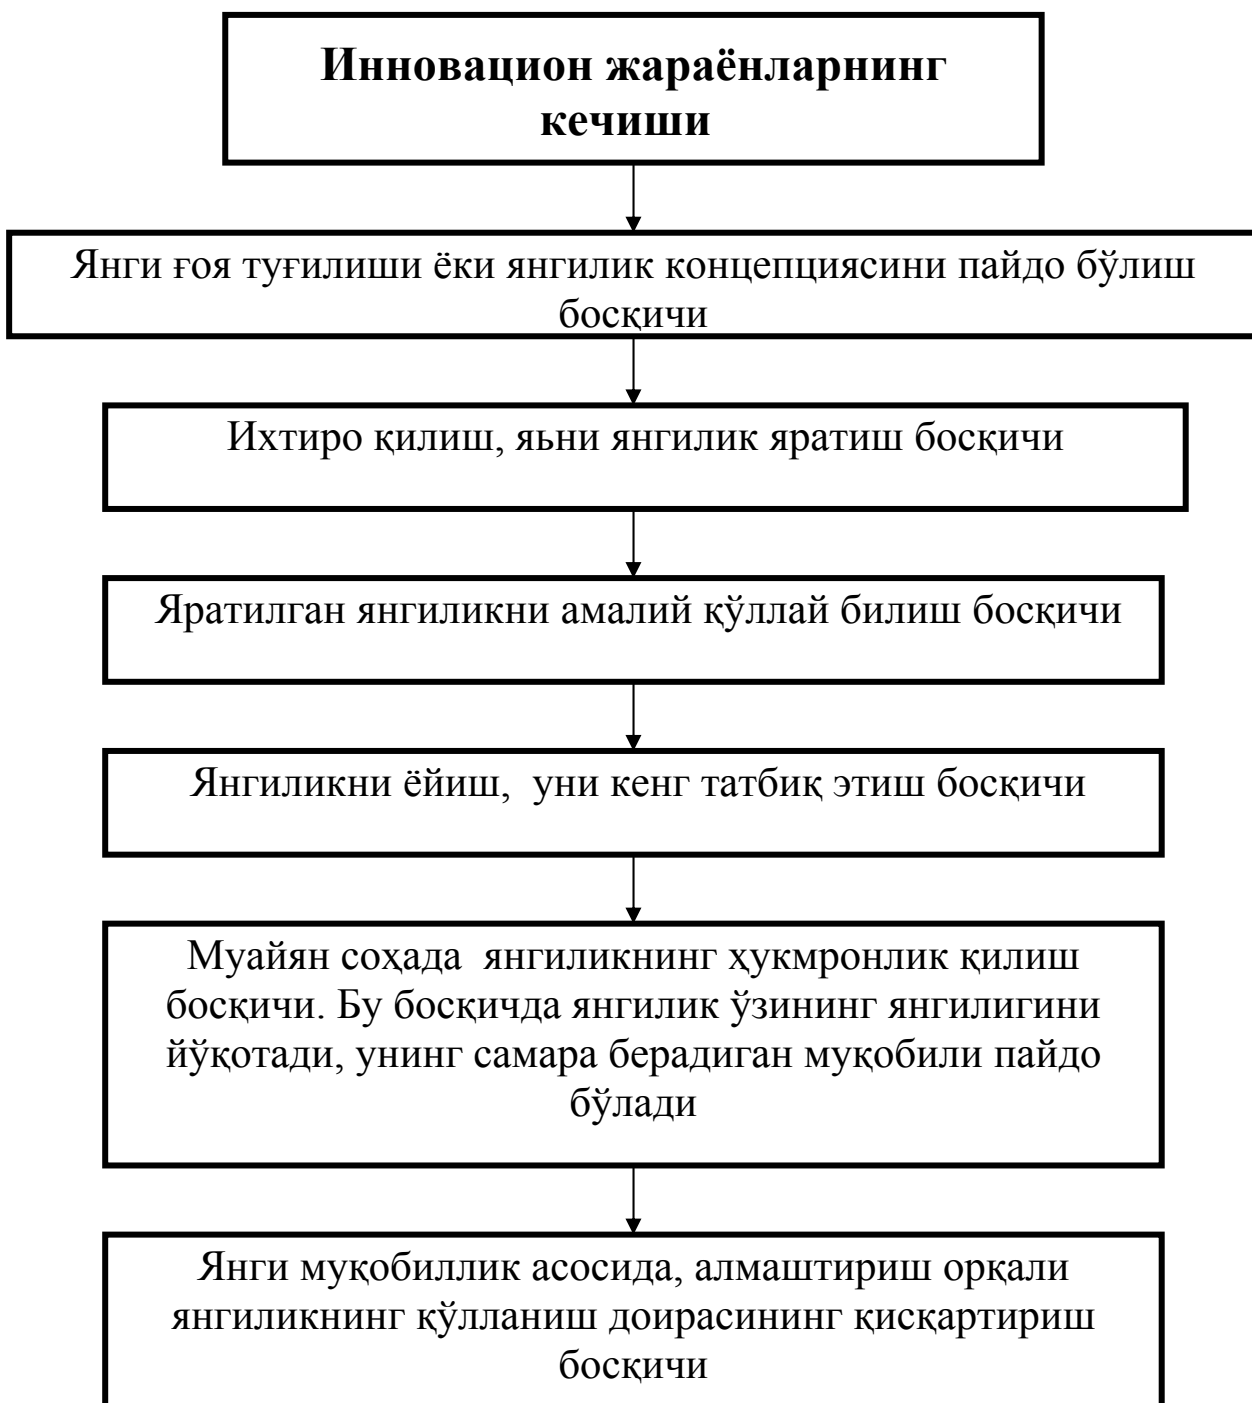 Инновацион жараёнларнинг
кечиши
Янги ғоя туғилиши ёки янгилик концепциясини пайдо бўлиш
босқичи
Ихтиро қилиш, яьни янгилик яратиш босқичи
Яратилган янгиликни амалий қўллай билиш босқичи
Янгиликни ёйиш,  уни кенг татбиқ этиш босқичи
Муайян соҳада  янгиликнинг ҳукмронлик қилиш
босқичи. Бу босқичда янгилик ўзининг янгилигини
йўқотади, унинг самара берадиган муқобили пайдо
бўлади
Янги муқобиллик асосида, алмаштириш орқали
янгиликнинг қўлланиш доирасининг қисқартириш
босқичи